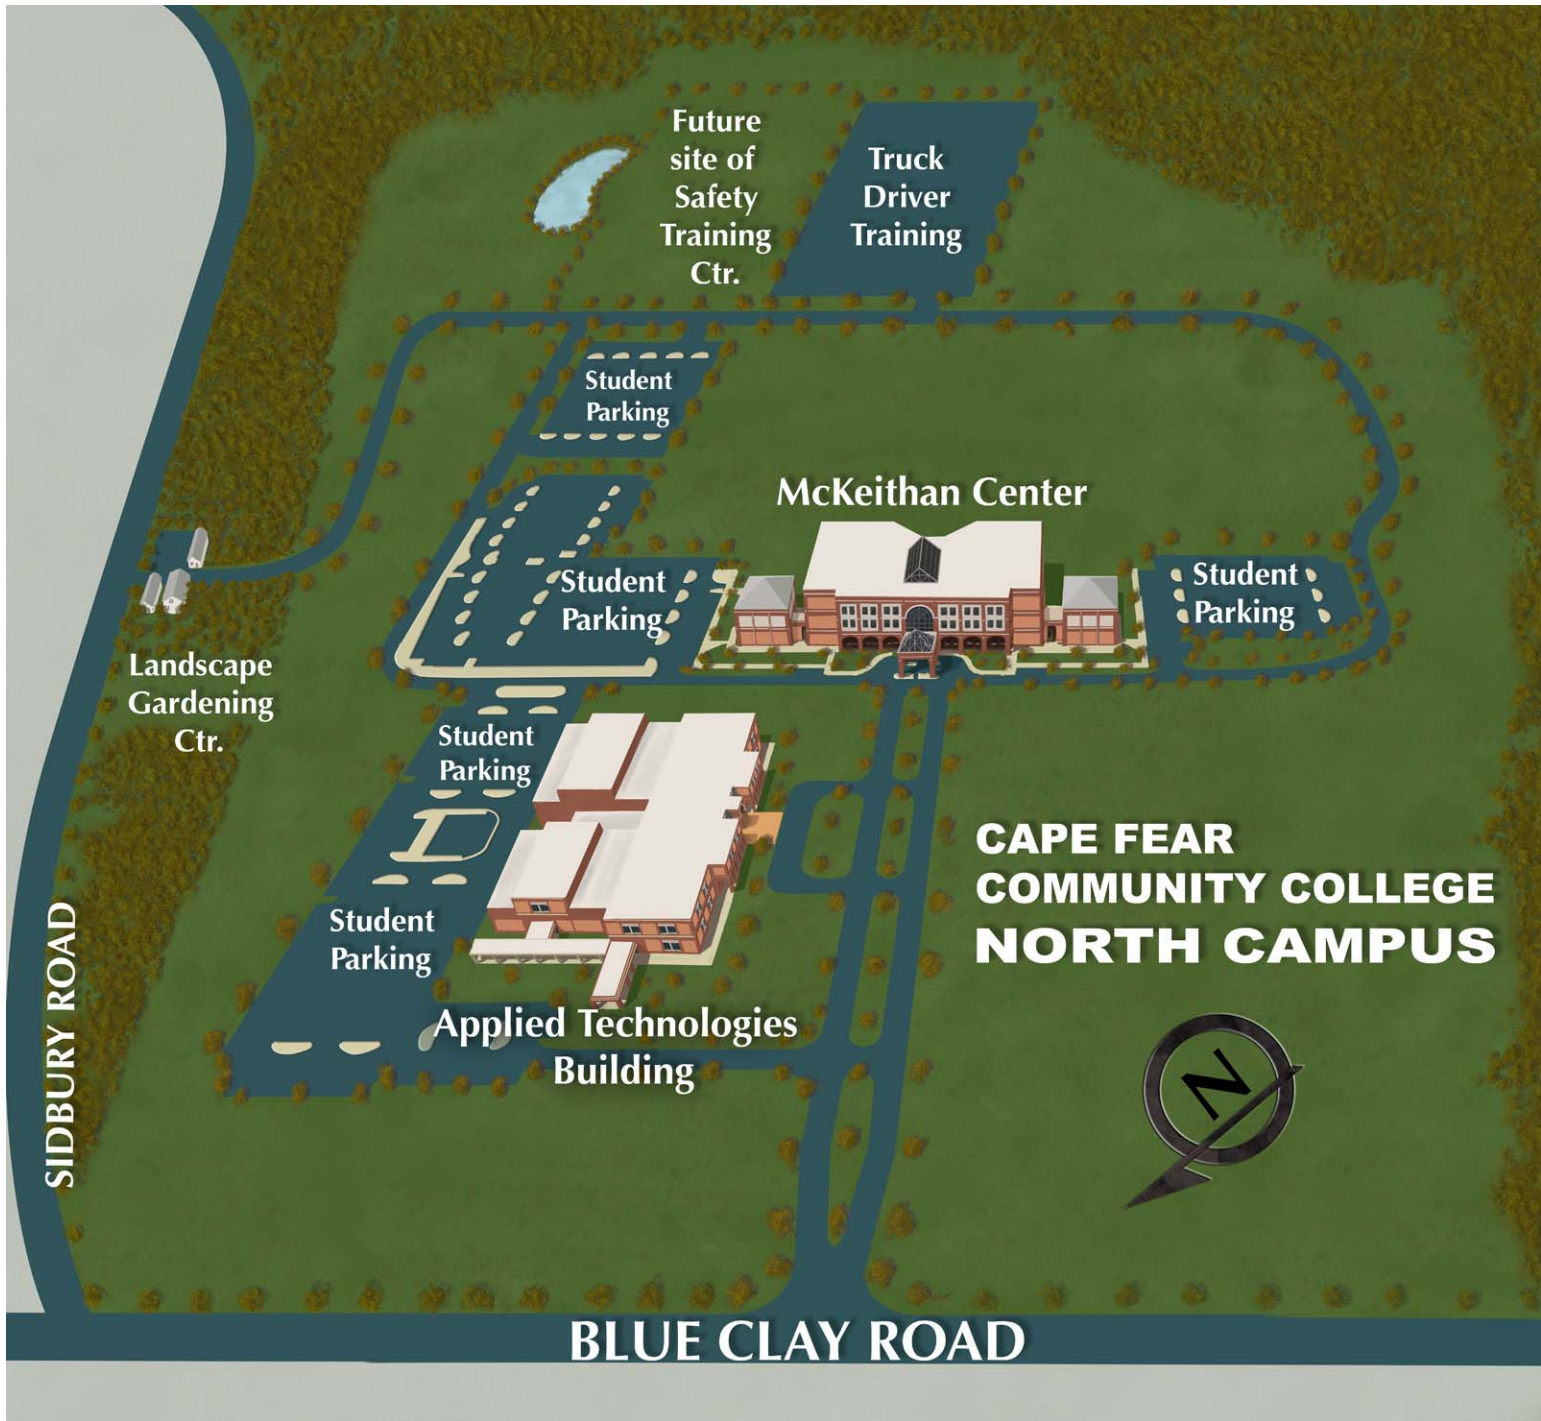 Future
site of
Safety
Training
Ctr.
Truck
Driver
Training
Student
Parking
McKeithan Center
Student
Parking
Student
Parking
Landscape
Gardening
Ctr.
Student
Parking
CAPE FEAR
COMMUNITY COLLEGE
NORTH CAMPUS
Student
Parking
SIDBURY ROAD
Applied Technologies
Building
N
BLUE CLAY ROAD